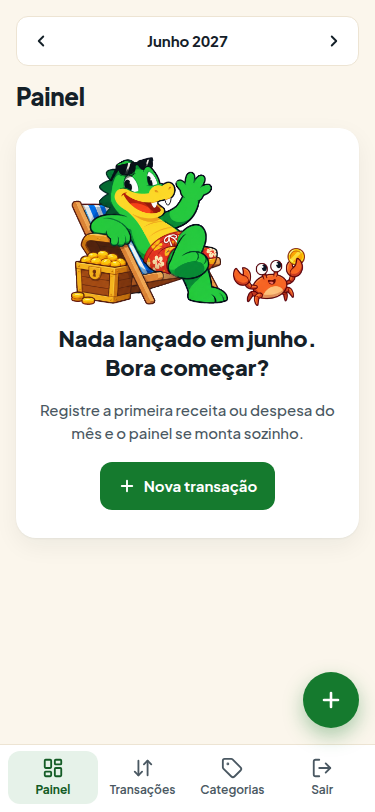 Junho 2027
Painel
Nada lançado em junho.
Bora começar?
Registre a primeira receita ou despesa do
mês e o painel se monta sozinho.
Nova transação
Painel
Transações
Categorias
Sair